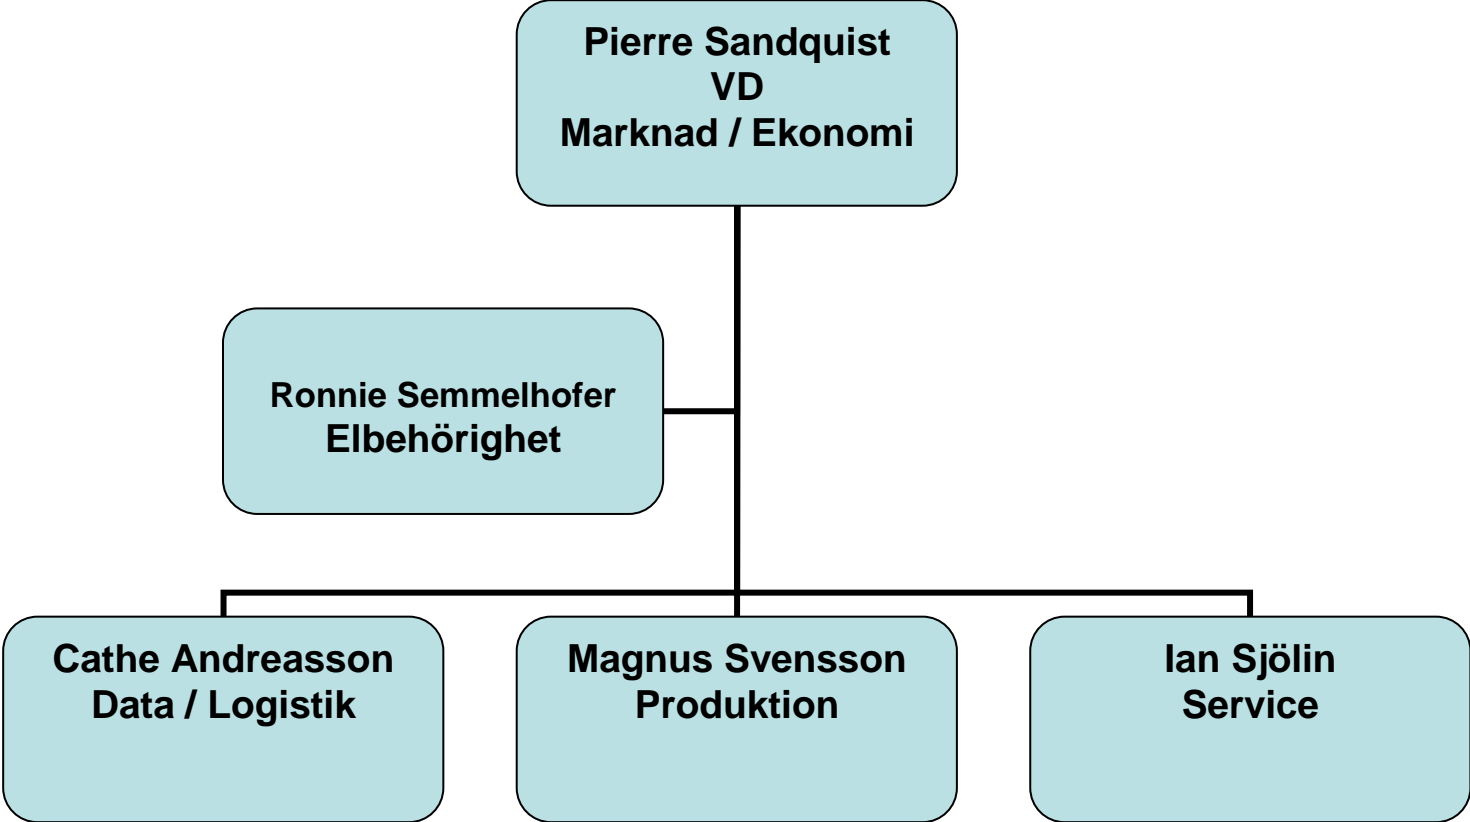 Pierre Sandquist
VD
Marknad / Ekonomi
Ronnie Semmelhofer
Elbehörighet
Cathe Andreasson
Data / Logistik
Magnus Svensson
Produktion
Ian Sjölin
Service